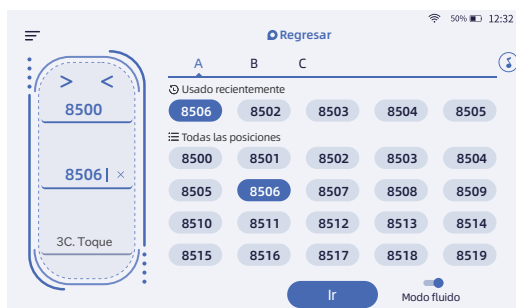 50% 12:32
Regresar
A B C
> <
8500
8506 ×
3C. Toque
Usado recientemente
8506 8502 8503 8504 8505
Todas las posiciones
8500 8501 8502 8503 8504
8505 8506 8507 8508 8509
8510 8511 8512 8513 8514
8515 8516 8517 8518 8519
Ir
Modo fluido